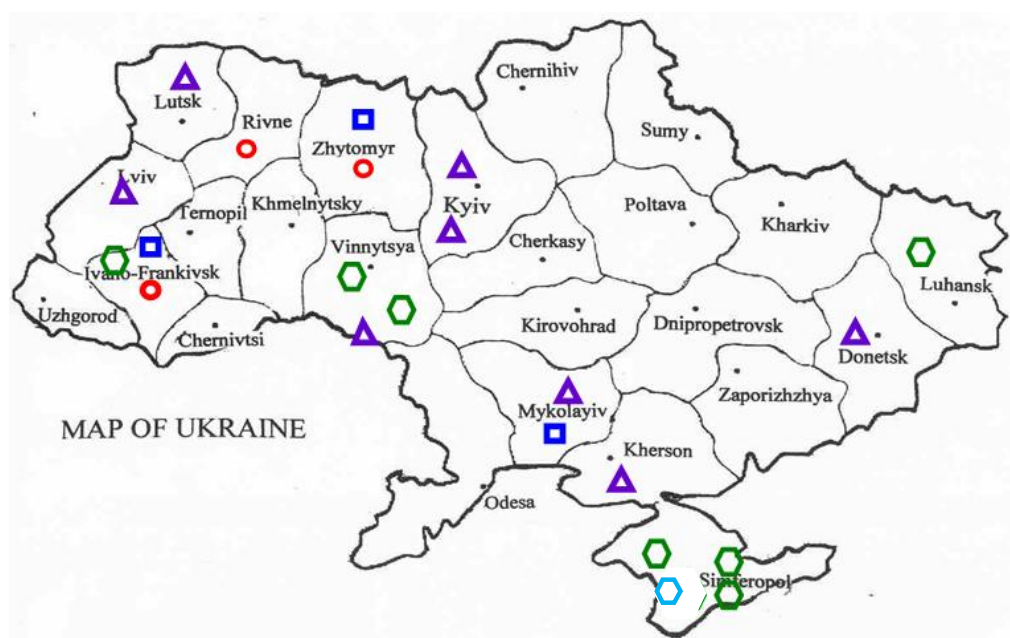 Chernihiv
Lutsk
Rivne
Sumy
Zhytomyr
Lviv
Kyiv
Ternopil
Khmelnytsky
Poltava
Kharkiv
Vinnytsya
Cherkasy
Ivano-Frankivsk
Luhansk
Uzhgorod
Kirovohrad
Dnipropetrovsk
Chernivtsi
Donetsk
Zaporizhzhya
Mykolayiv
MAP OF UKRAINE
Kherson
Odesa
Simferopol